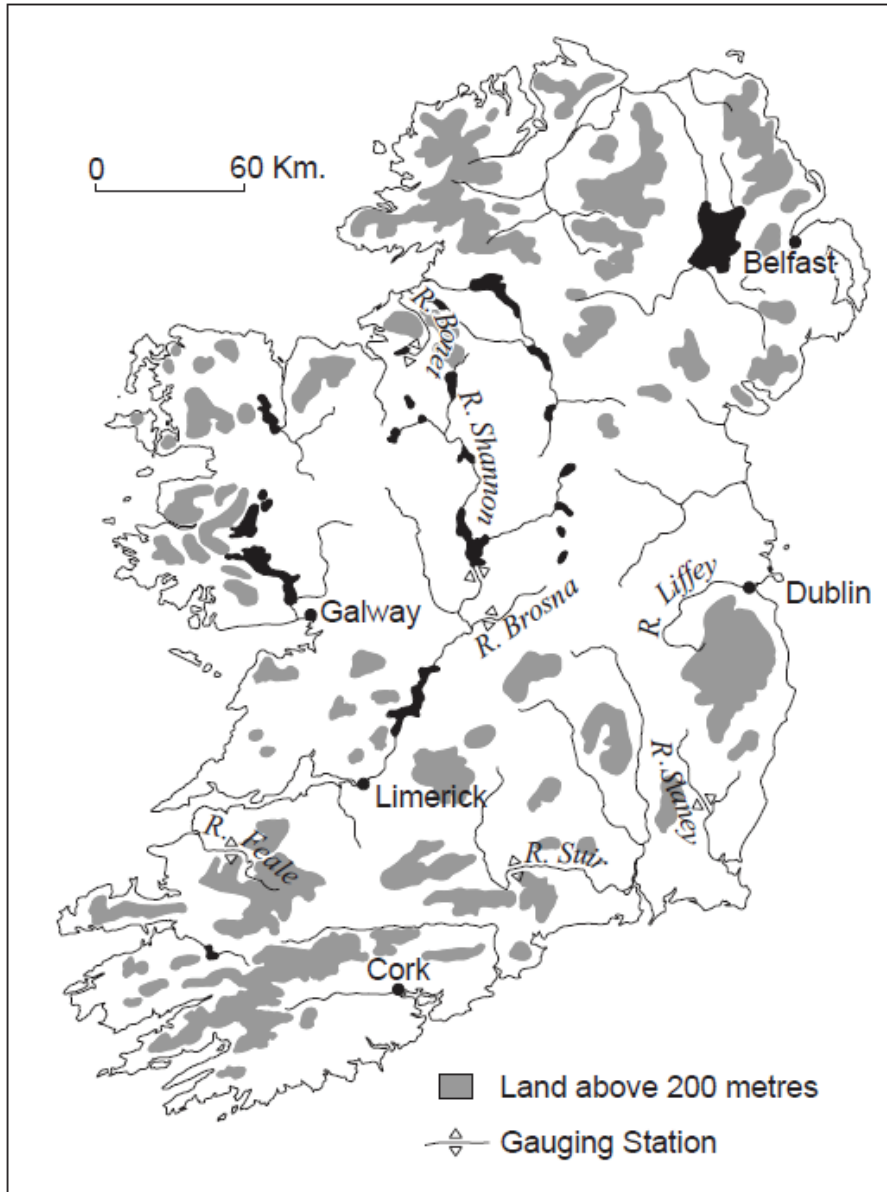 0 60 Km.
Belfast
R. Bonet
R. Shannon
Galway
R. Brosna
R. Liffey
Dublin
Limerick
R. Slaney
R. Feale
R. Suir
Cork
Land above 200 metres
Gauging Station